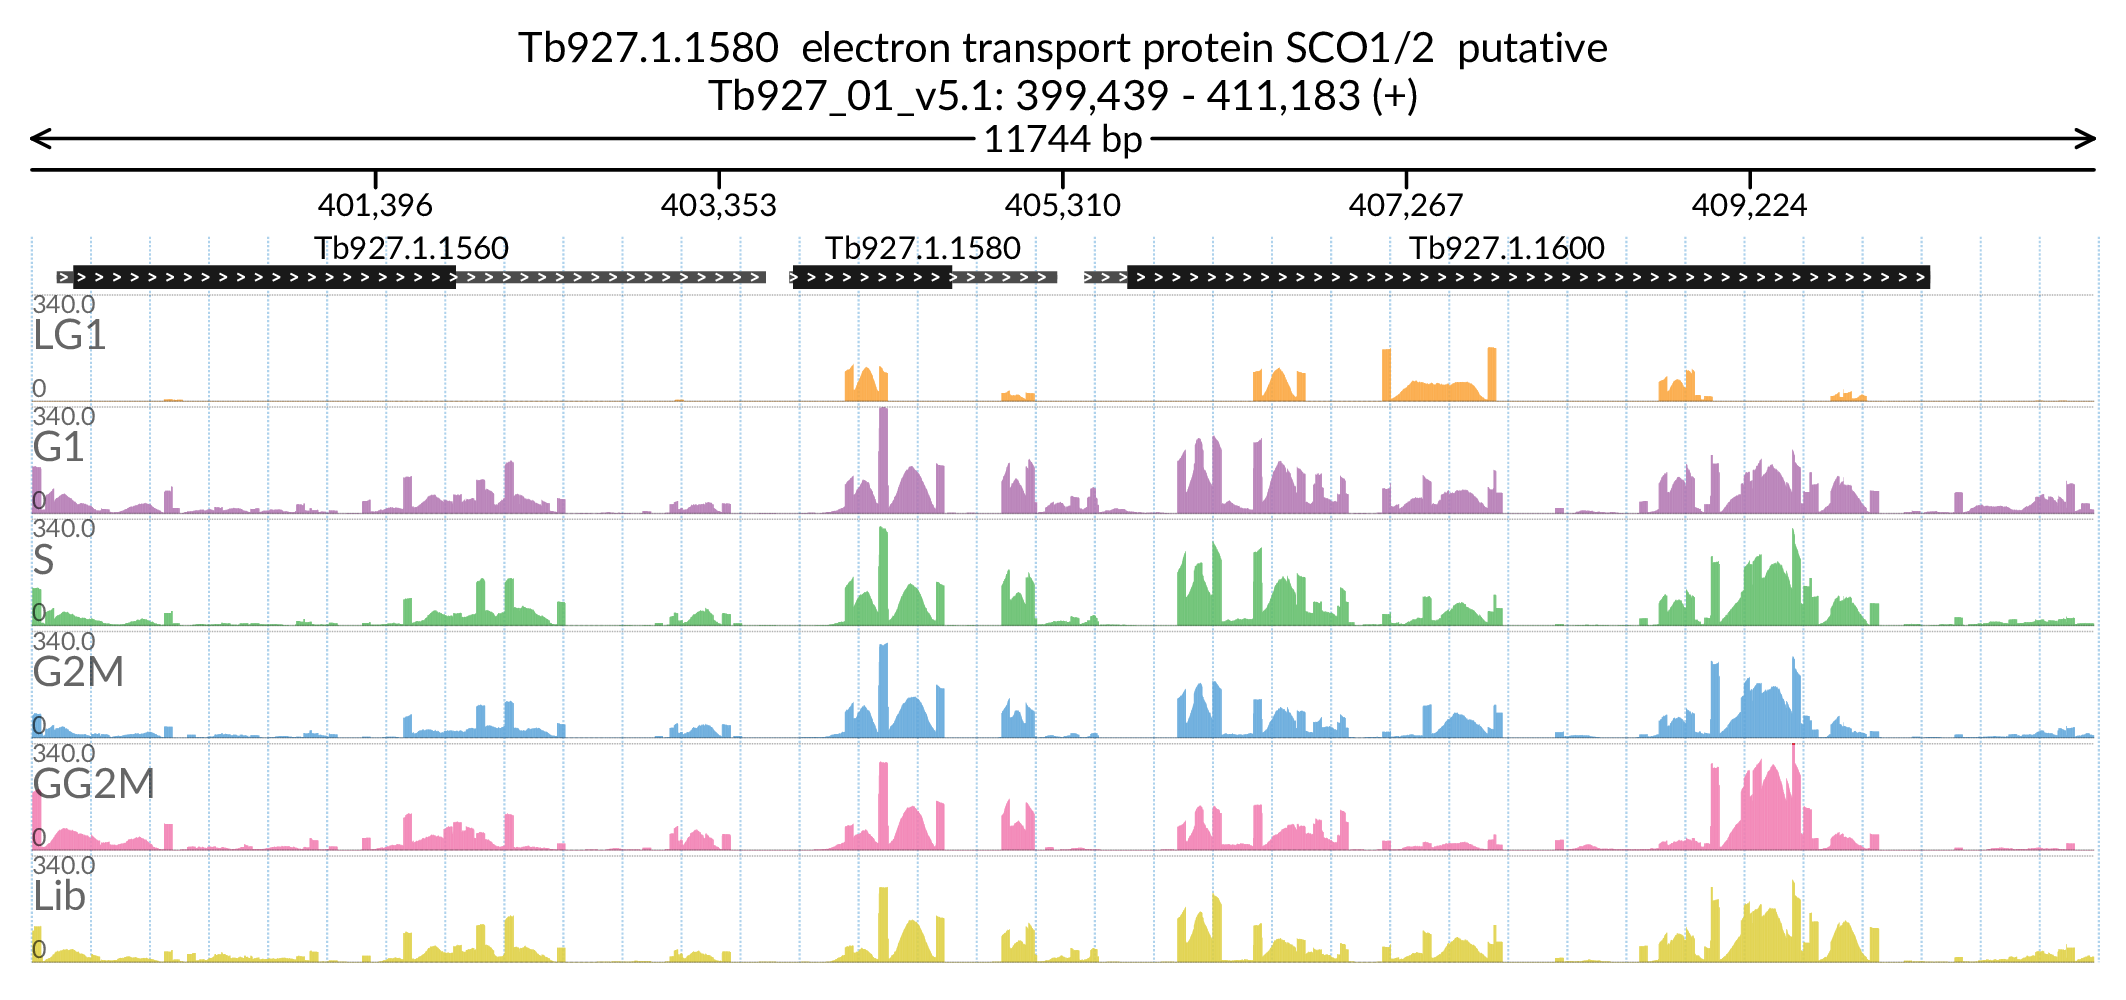 Tb927.1.1580  electron transport protein SCO1/2  putative
Tb927_01_v5.1: 399,439 - 411,183 (+)
11744 bp
401,396 403,353 405,310 407,267 409,224
Tb927.1.1560 Tb927.1.1580 Tb927.1.1600
340.0
LG1
0
340.0
G1
0
340.0
S
0
340.0
G2M
0
340.0
GG2M
0
340.0
Lib
0